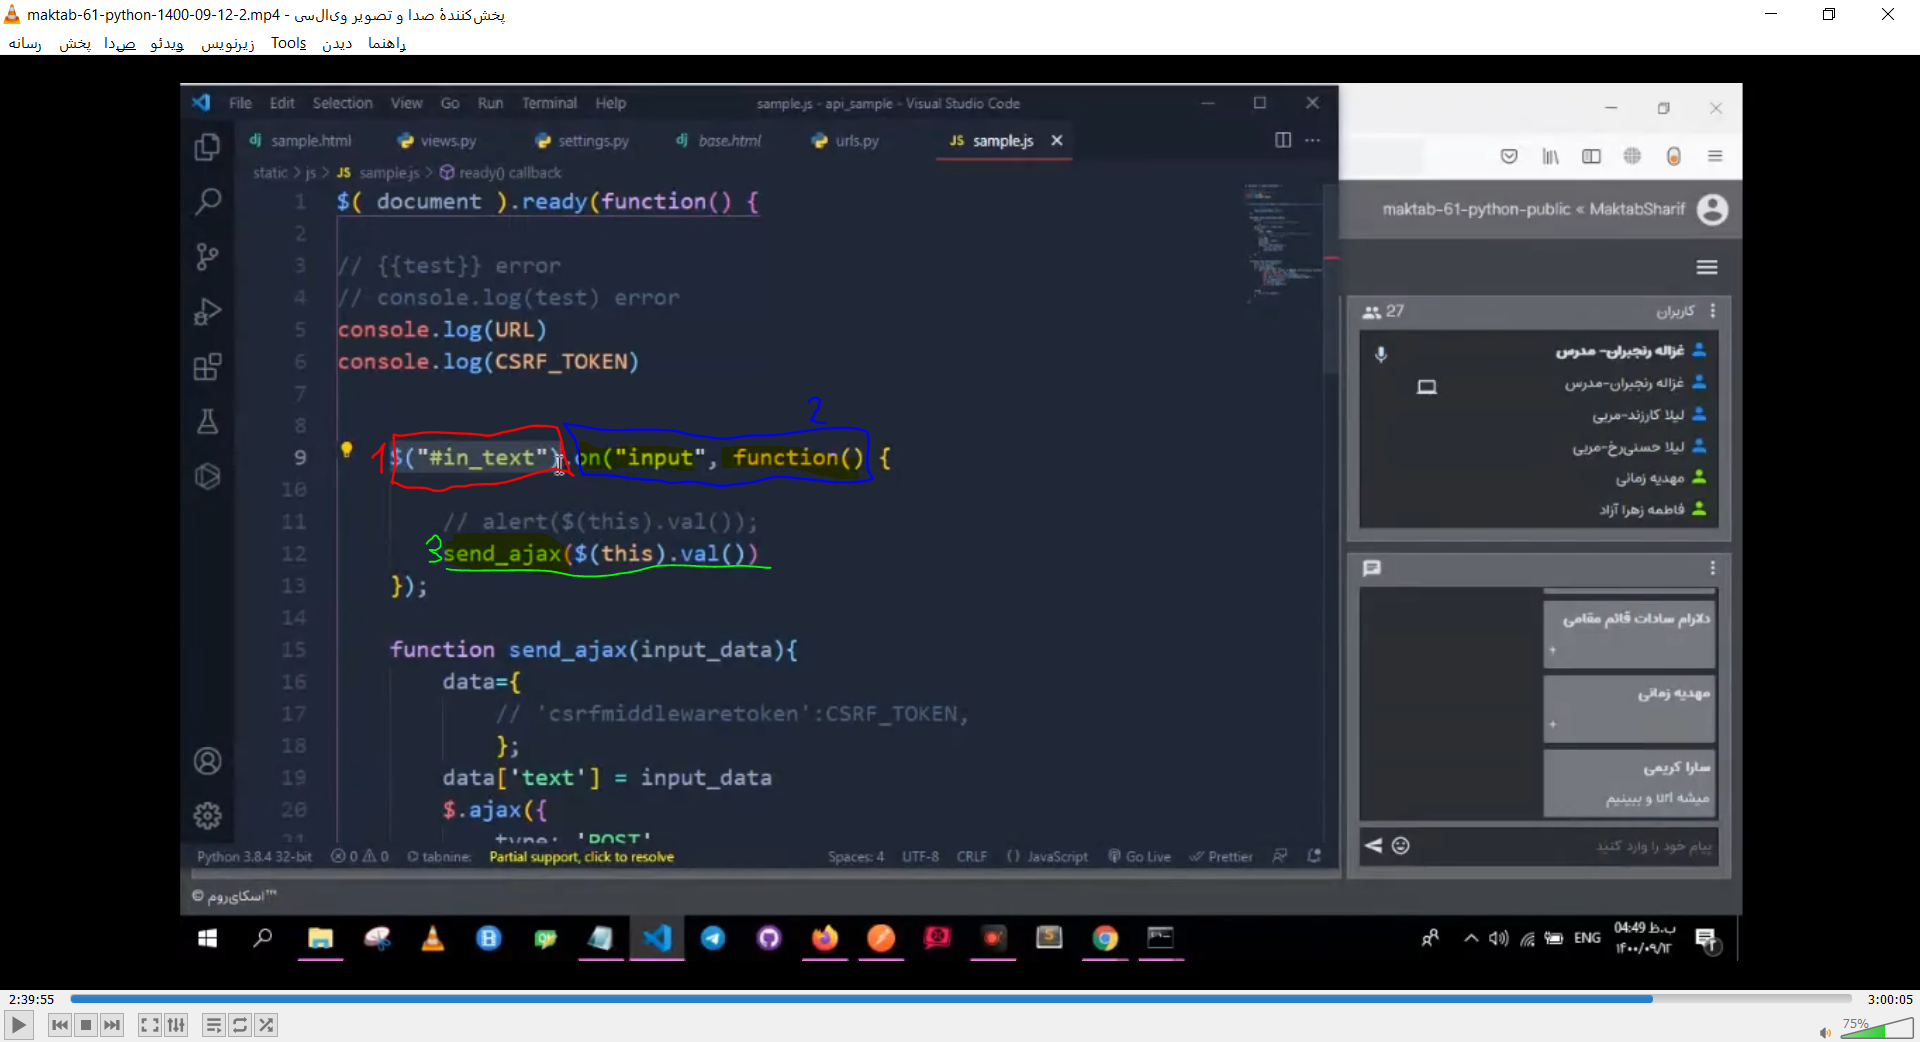 maktab-61-python-1400-09-12-2.mp4 - پخش‌کنندهٔ صدا و تصویر وی‌ال‌سی
رسانه پخش صدا ویدئو زیرنویس Tools دیدن راهنما
File Edit Selection View Go Run Terminal Help
sample.js - api_sample - Visual Studio Code
sample.html views.py settings.py base.html urls.py JS sample.js
static > js > JS sample.js > ready() callback
1 $( document ).ready(function() {
2
3 // {{test}} error
4 // console.log(test) error
5 console.log(URL)
6 console.log(CSRF_TOKEN)
7
2
8
1
9 $("#in_text").on("input", function() {
10
11 // alert($(this).val());
3
12 send_ajax($(this).val())
13 });
14
15 function send_ajax(input_data){
16 data={
17 // 'csrfmiddlewaretoken':CSRF_TOKEN,
18 };
19 data['text'] = input_data
20 $.ajax({
21 type: 'POST'
Python 3.8.4 32-bit 0 0 tabnine: Partial support, click to resolve
Spaces: 4 UTF-8 CRLF JavaScript Go Live Prettier
maktab-61-python-public « MaktabSharif
27 کاربران
غزاله رنجبران- مدرس
غزاله رنجبران-مدرس
لیلا کارزند-مربی
لیلا حسنی‌رخ-مربی
مهدیه زمانی
فاطمه زهرا آزاد
دلارام سادات قائم مقامی
+
مهدیه زمانی
+
سارا کریمی
میشه url و ببینیم
پیام خود را وارد کنید
© اسکای‌روم™
ENG 04:49 ب.ظ
۱۴۰۰/۰۹/۱۲
2:39:55 3:00:05
75%